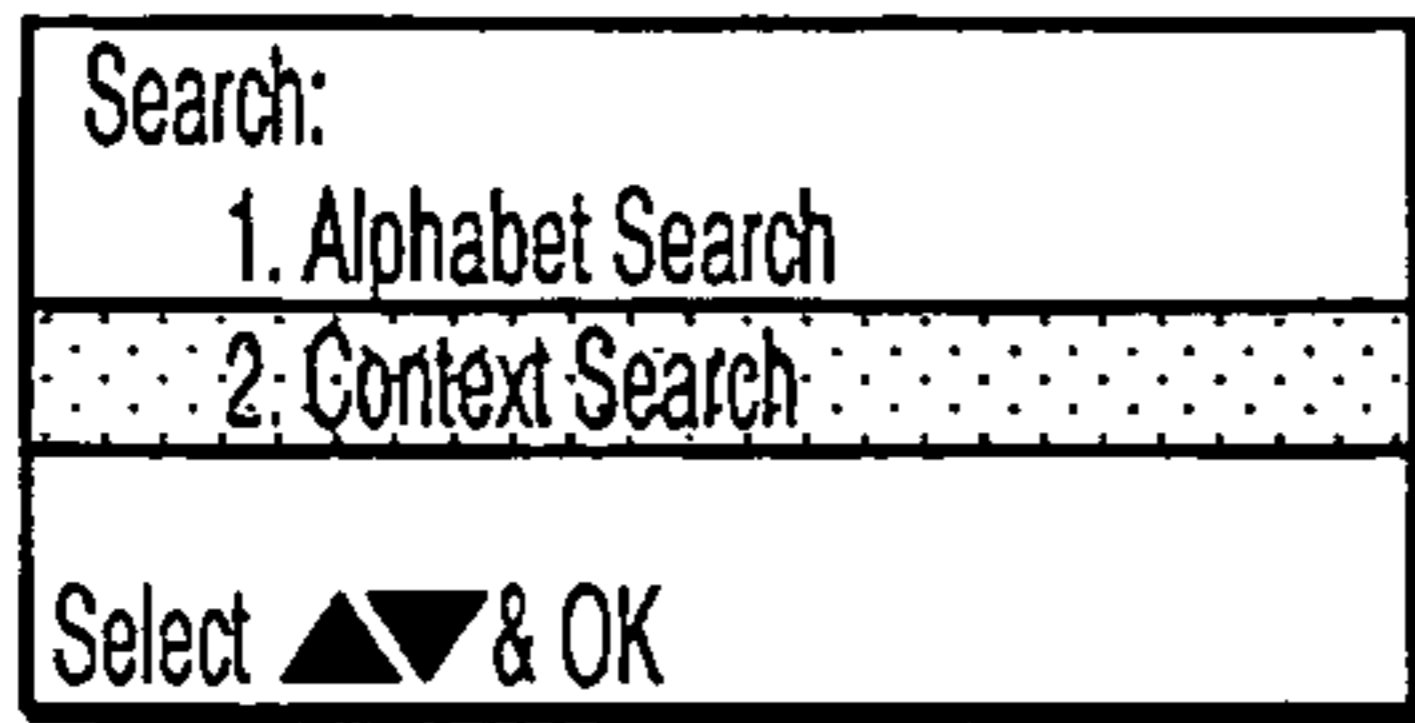 Search:
1. Alphabet Search
2. Context Search
Select ▲▼& OK